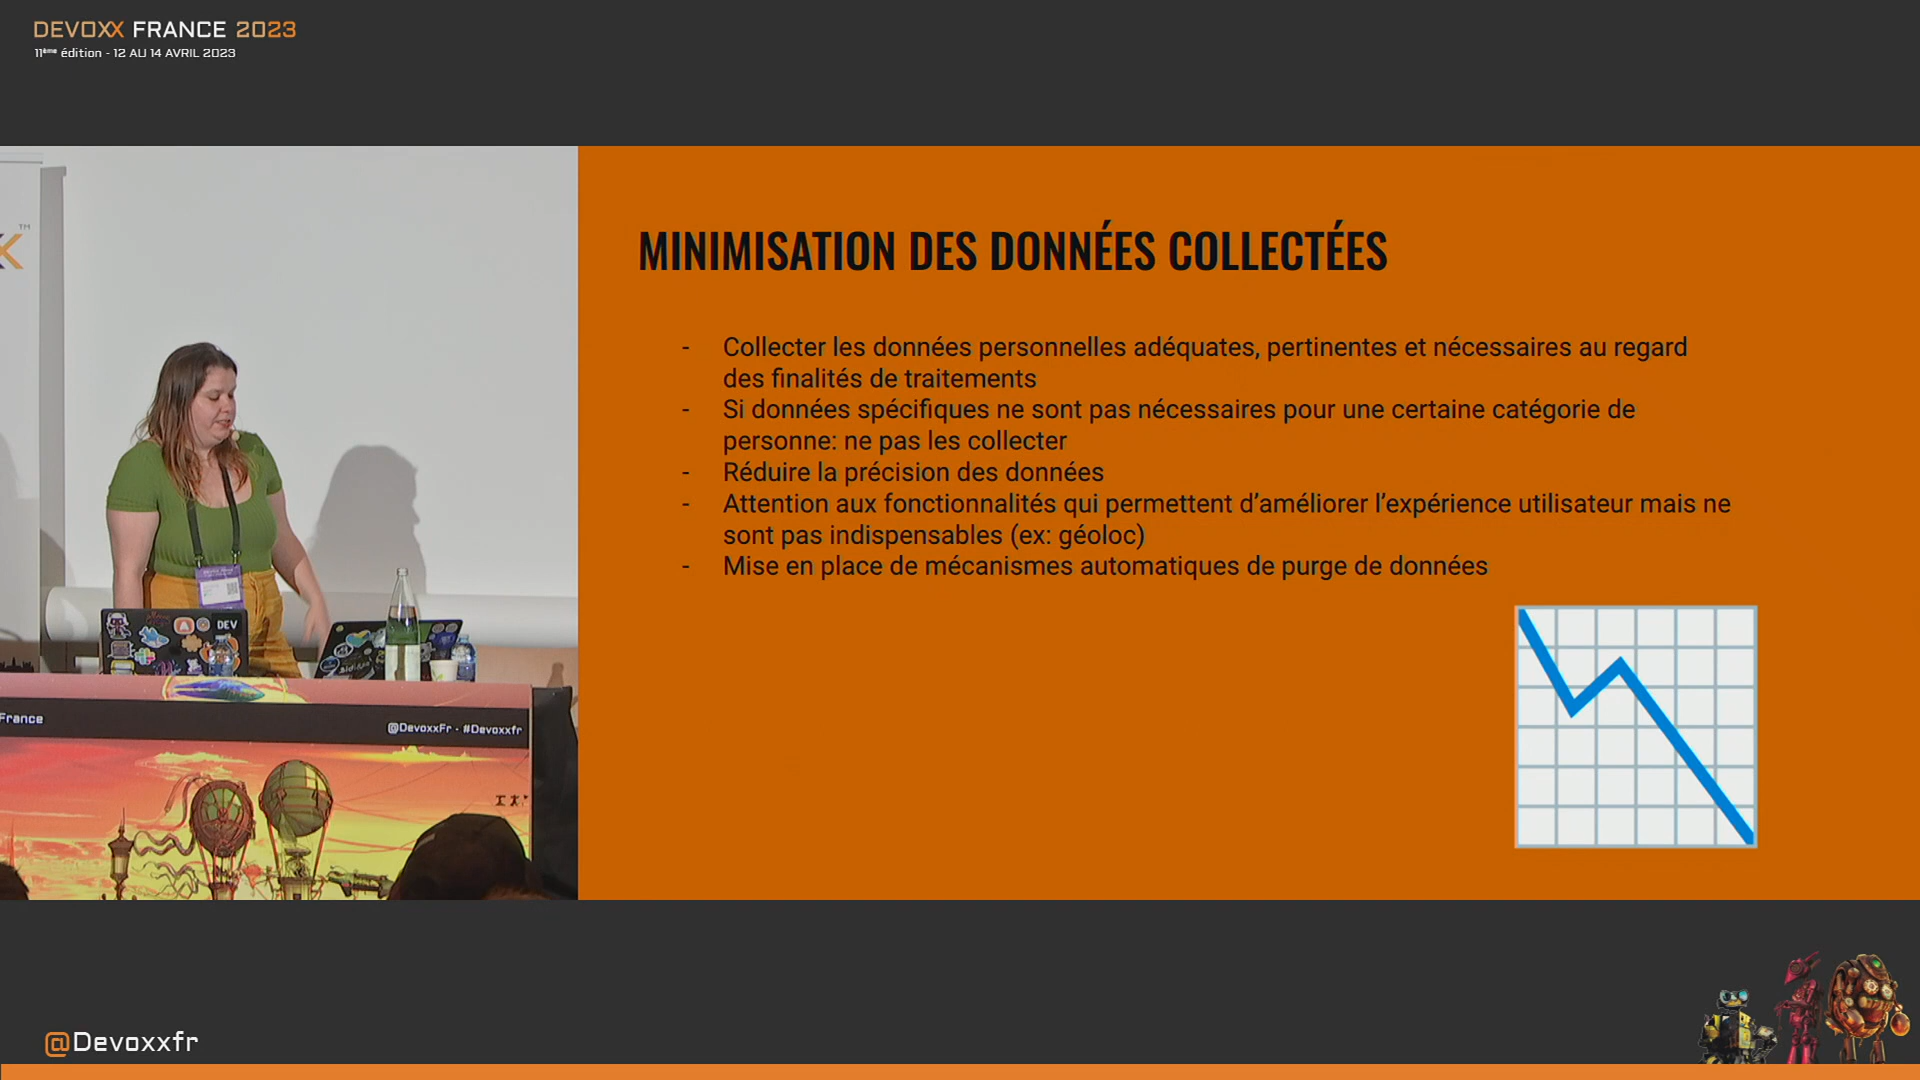 DEVOXX FRANCE 2023
11ème édition - 12 AU 14 AVRIL 2023
X™
MINIMISATION DES DONNÉES COLLECTÉES
- Collecter les données personnelles adéquates, pertinentes et nécessaires au regard
des finalités de traitements
- Si données spécifiques ne sont pas nécessaires pour une certaine catégorie de
personne: ne pas les collecter
- Réduire la précision des données
- Attention aux fonctionnalités qui permettent d’améliorer l’expérience utilisateur mais ne
sont pas indispensables (ex: géoloc)
- Mise en place de mécanismes automatiques de purge de données
DEV
France
@DevoxxFr - #Devoxxfr
@Devoxxfr